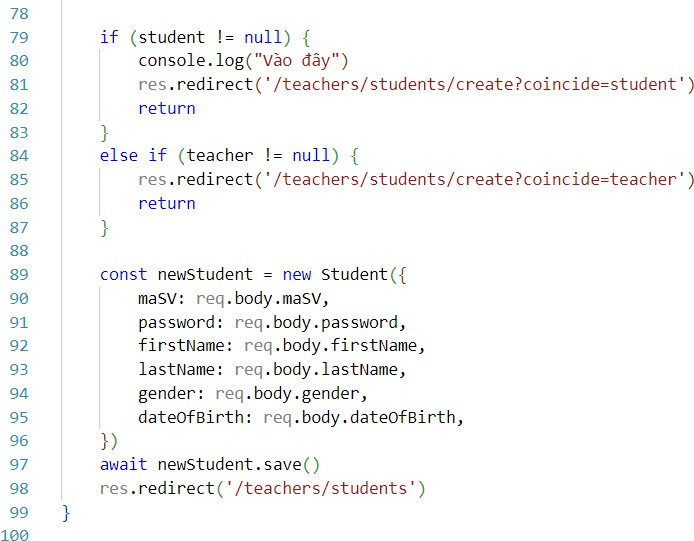 78
79 if (student != null) {
80 console.log("Vào đây")
81 res.redirect('/teachers/students/create?coincide=student')
82 return
83 }
84 else if (teacher != null) {
85 res.redirect('/teachers/students/create?coincide=teacher')
86 return
87 }
88
89 const newStudent = new Student({
90 maSV: req.body.maSV,
91 password: req.body.password,
92 firstName: req.body.firstName,
93 lastName: req.body.lastName,
94 gender: req.body.gender,
95 dateOfBirth: req.body.dateOfBirth,
96 })
97 await newStudent.save()
98 res.redirect('/teachers/students')
99 }
100